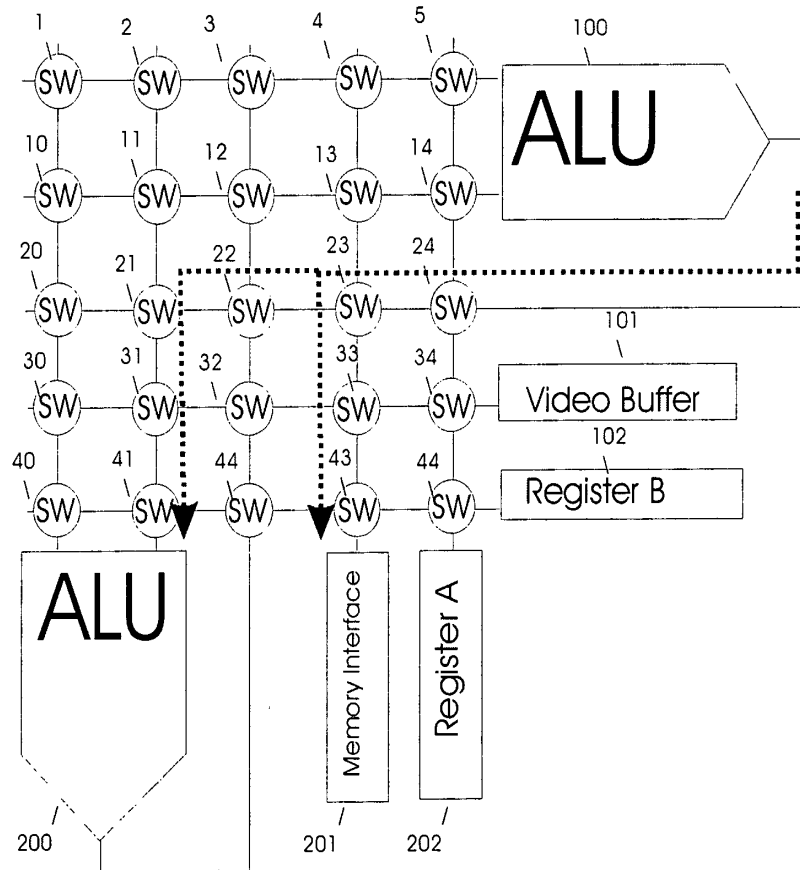 1 2 3 4 5 100
SW SW SW SW SW ALU
10 11 12 13 14
SW SW SW SW SW
20 21 22 23 24
SW SW SW SW SW
101
30 31 32 33 34
SW SW SW SW SW Video Buffer
102
40 41 44 43 44
SW SW SW SW SW Register B
ALU
Memory Interface
Register A
200 201 202